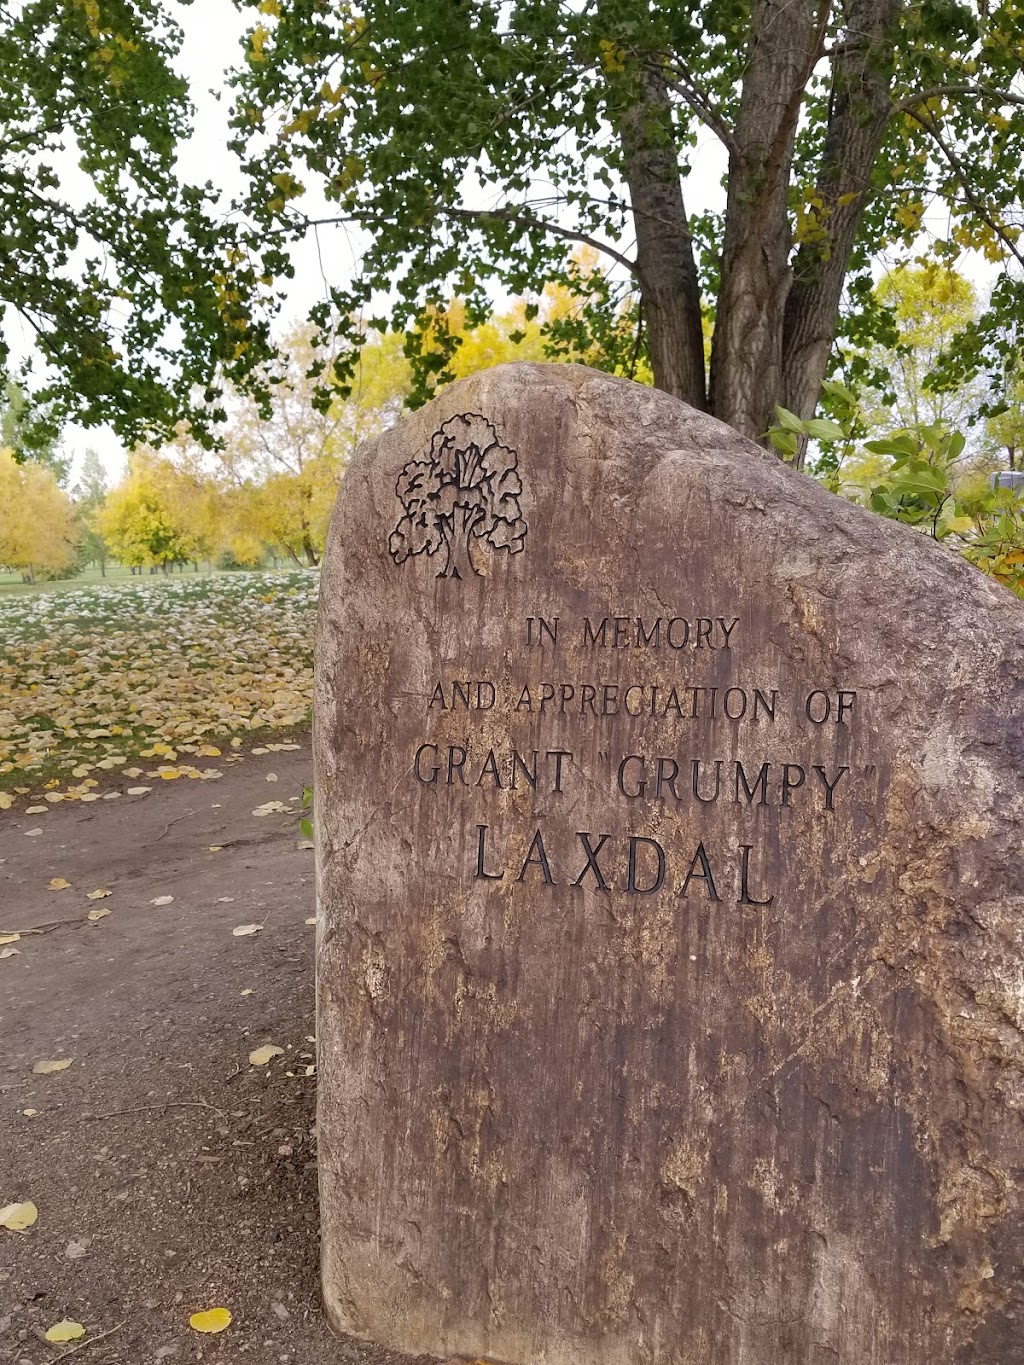 IN MEMORY
AND APPRECIATION OF
GRANT "GRUMPY"
LAXDAL